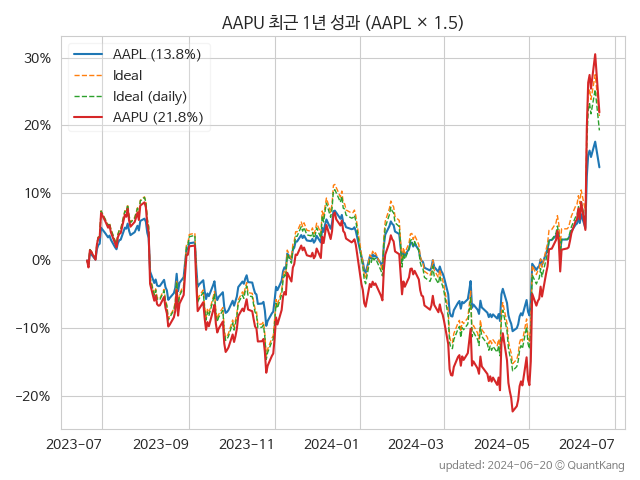 AAPU 최근 1년 성과 (AAPL × 1.5)
AAPL (13.8%)
Ideal
Ideal (daily)
AAPU (21.8%)
30%
20%
10%
0%
−10%
−20%
2023-07
2023-09
2023-11
2024-01
2024-03
2024-05
2024-07
updated: 2024-06-20 © QuantKang